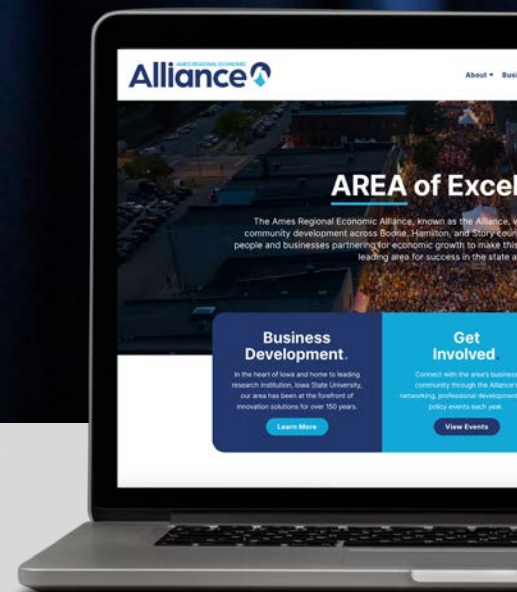 AMES REGIONAL ECONOMIC
Alliance
About
AREA of Excel
The Ames Regional Economic Alliance, known as the Alliance,
community development across Boone, Hamilton, and Story
people and businesses partnering for economic growth to make this
leading area for success in the state
Business
Development.
In the heart of Iowa and home to leading
research institution, Iowa State University,
our area has been at the forefront of
innovation solutions for over 150 years.
Learn More
Get
Involved.
Connect with the area's business
community through the Alliance's
networking, professional development
policy events each year.
View Events